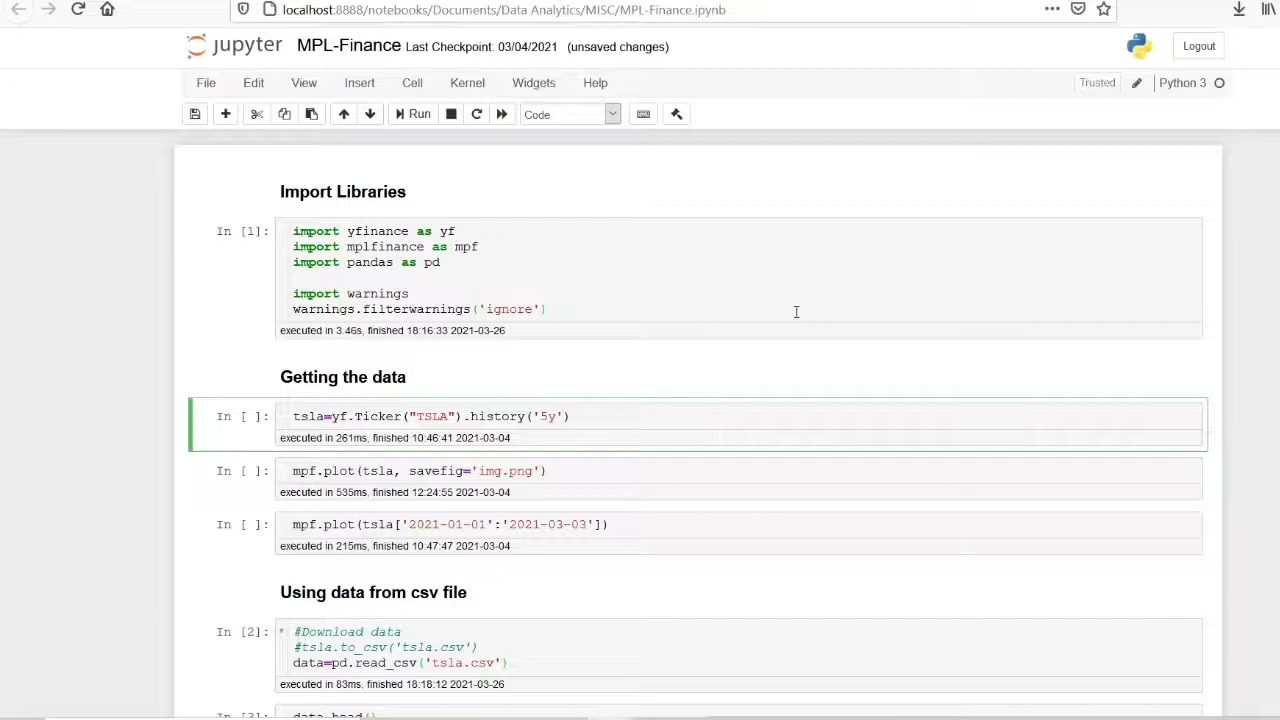 localhost:8888/notebooks/Documents/Data Analytics/MISC/MPL-Finance.ipynb
jupyter MPL-Finance Last Checkpoint: 03/04/2021 (unsaved changes) Logout
File Edit View Insert Cell Kernel Widgets Help Trusted Python 3
Run Code
Import Libraries
In [1]: import yfinance as yf
import mplfinance as mpf
import pandas as pd
import warnings
warnings.filterwarnings('ignore')
executed in 3.46s, finished 18:16:33 2021-03-26
Getting the data
In [ ]: tsla=yf.Ticker("TSLA").history('5y')
executed in 261ms, finished 10:46:41 2021-03-04
In [ ]: mpf.plot(tsla, savefig='img.png')
executed in 535ms, finished 12:24:55 2021-03-04
In [ ]: mpf.plot(tsla['2021-01-01':'2021-03-03'])
executed in 215ms, finished 10:47:47 2021-03-04
Using data from csv file
In [2]: #Download data
#tsla.to_csv('tsla.csv')
data=pd.read_csv('tsla.csv')
executed in 83ms, finished 18:18:12 2021-03-26
In [3]: data.head()